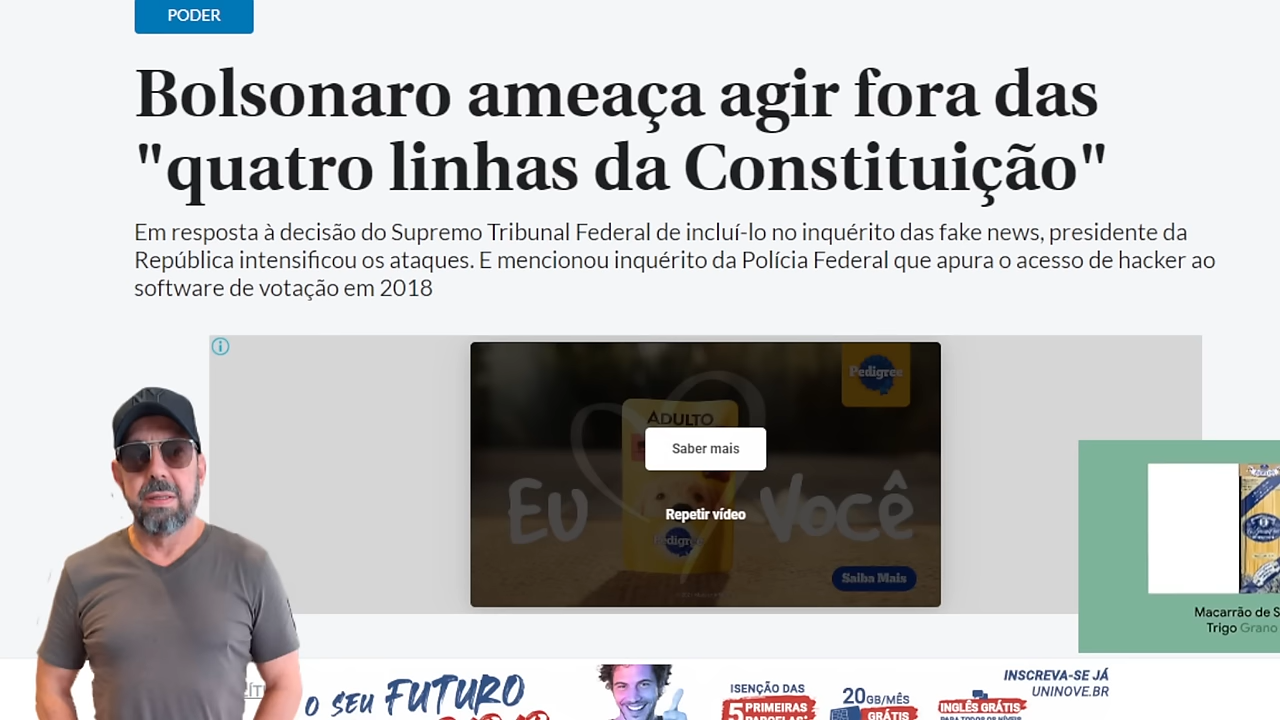 PODER
Bolsonaro ameaça agir fora das
"quatro linhas da Constituição"
Em resposta à decisão do Supremo Tribunal Federal de incluí-lo no inquérito das fake news, presidente da
República intensificou os ataques. E mencionou inquérito da Polícia Federal que apura o acesso de hacker ao
software de votação em 2018
Pedigree
ADULTO
Saber mais
EU
VOCÊ
Repetir vídeo
Pedigree
Saiba Mais
NY
Macarrão de S
Trigo Grano
O SEU FUTURO
ISENÇÃO DAS
5 PRIMEIRAS
PARCELAS*
20GB/MÊS
GRÁTIS
INGLÊS GRÁTIS
PARA TODOS OS NÍVEIS
INSCREVA-SE JÁ
UNINOVE.BR